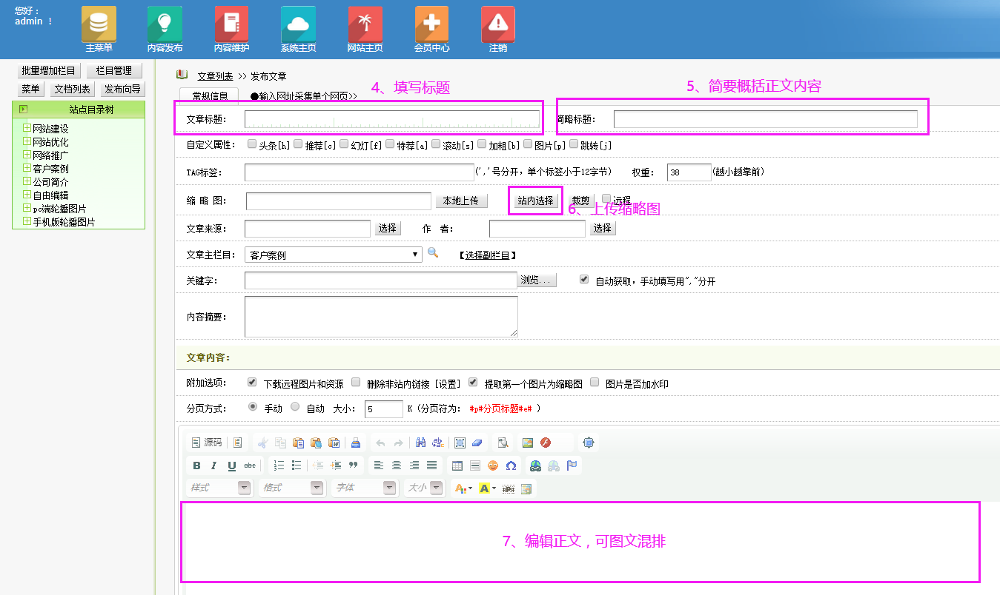 您好：
admin ！
主菜单 内容发布 内容维护 系统主页 网站主页 会员中心 注销
批量增加栏目 栏目管理
菜单 文档列表 发布向导
站点目录树
网站建设
网站优化
网络推广
客户案例
公司简介
自由编辑
pc端轮播图片
手机版轮播图片
文章列表 >> 发布文章
4、填写标题
5、简要概括正文内容
常规信息 ●输入网址采集单个网页>>
文章标题： 简略标题：
自定义属性： 头条[h] 推荐[c] 幻灯[f] 特荐[a] 滚动[s] 加粗[b] 图片[p] 跳转[j]
TAG标签： (','号分开，单个标签小于12字节) 权重： 38 (越小越靠前)
缩 略 图： 本地上传 站内选择 裁剪 远程
6、上传缩略图
文章来源： 选择 作 者： 选择
文章主栏目： 客户案例 【选择副栏目】
关键字： 浏览... 自动获取，手动填写用","分开
内容摘要：
文章内容：
附加选项： 下载远程图片和资源 删除非站内链接 [设置] 提取第一个图片为缩略图 图片是否加水印
分页方式： 手动 自动 大小： 5 K (分页符为： #p#分页标题#e# )
源码
B I U abc
样式 格式 字体 大小 A A
7、编辑正文，可图文混排